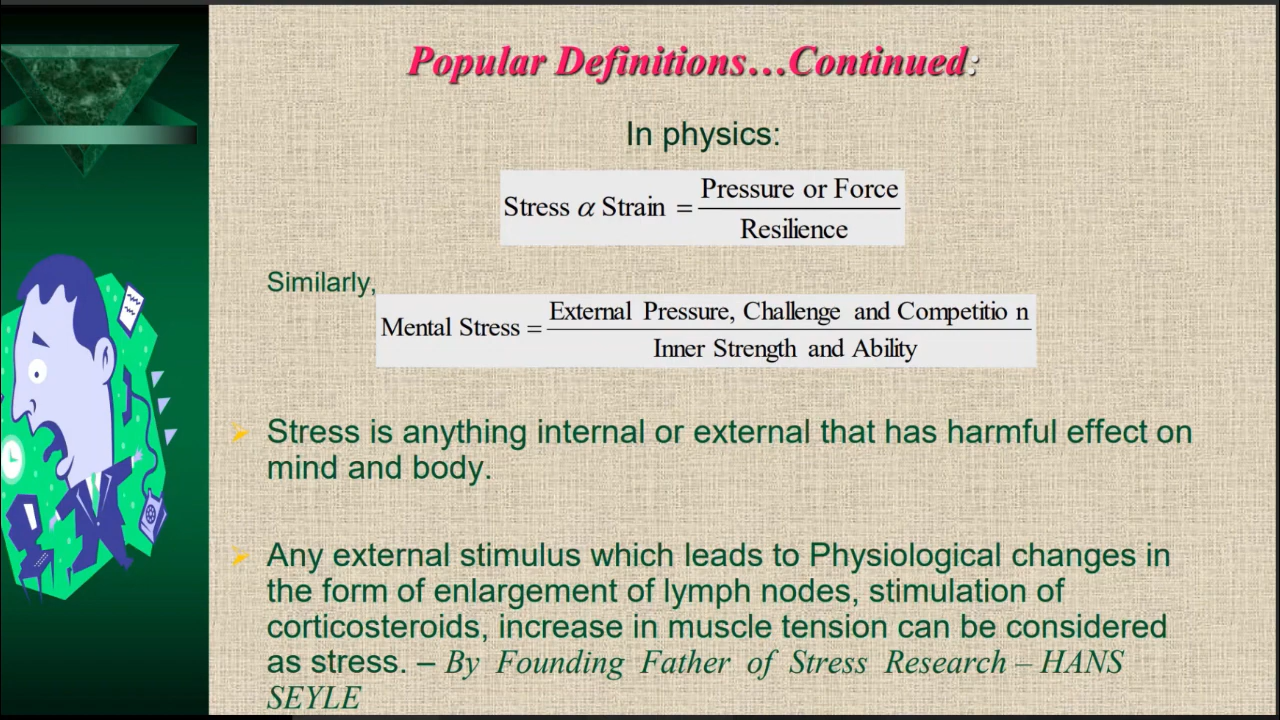 Popular Definitions…Continued:
In physics:
Stress α Strain = Pressure or Force / Resilience
Similarly,
Mental Stress = External Pressure, Challenge and Competitio n / Inner Strength and Ability
Stress is anything internal or external that has harmful effect on
mind and body.
Any external stimulus which leads to Physiological changes in
the form of enlargement of lymph nodes, stimulation of
corticosteroids, increase in muscle tension can be considered
as stress. – By Founding Father of Stress Research – HANS
SEYLE